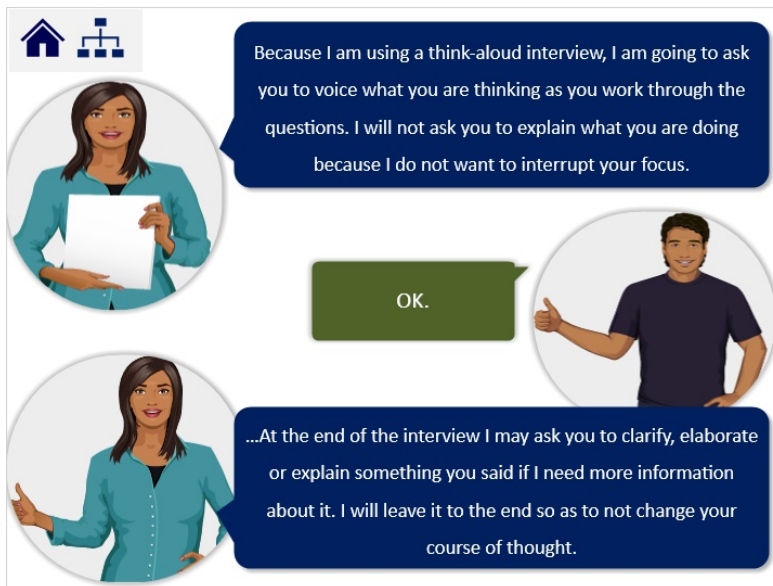 Because I am using a think-aloud interview, I am going to ask
you to voice what you are thinking as you work through the
questions. I will not ask you to explain what you are doing
because I do not want to interrupt your focus.
OK.
...At the end of the interview I may ask you to clarify, elaborate
or explain something you said if I need more information
about it. I will leave it to the end so as to not change your
course of thought.